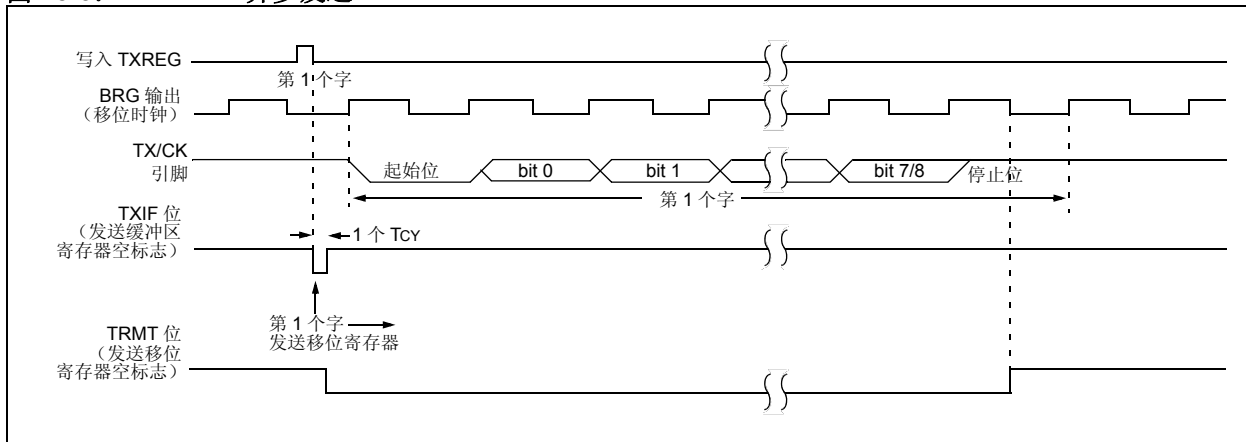 写入 TXREG
第 1 个字
BRG 输出
（移位时钟）
TX/CK
引脚
起始位
bit 0
bit 1
bit 7/8
停止位
第 1 个字
TXIF 位
（发送缓冲区
寄存器空标志）
1 个 TCY
第 1 个字
发送移位寄存器
TRMT 位
（发送移位
寄存器空标志）